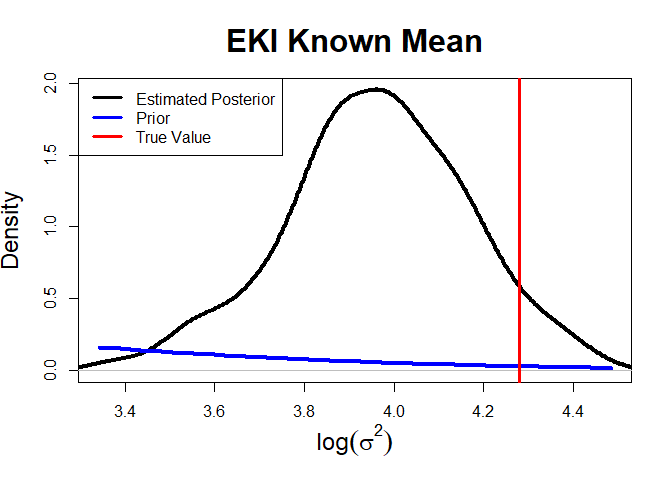 EKI Known Mean
Estimated Posterior
Prior
True Value
Density
0.0
0.5
1.0
1.5
2.0
3.4 3.6 3.8 4.0 4.2 4.4
log(σ²)